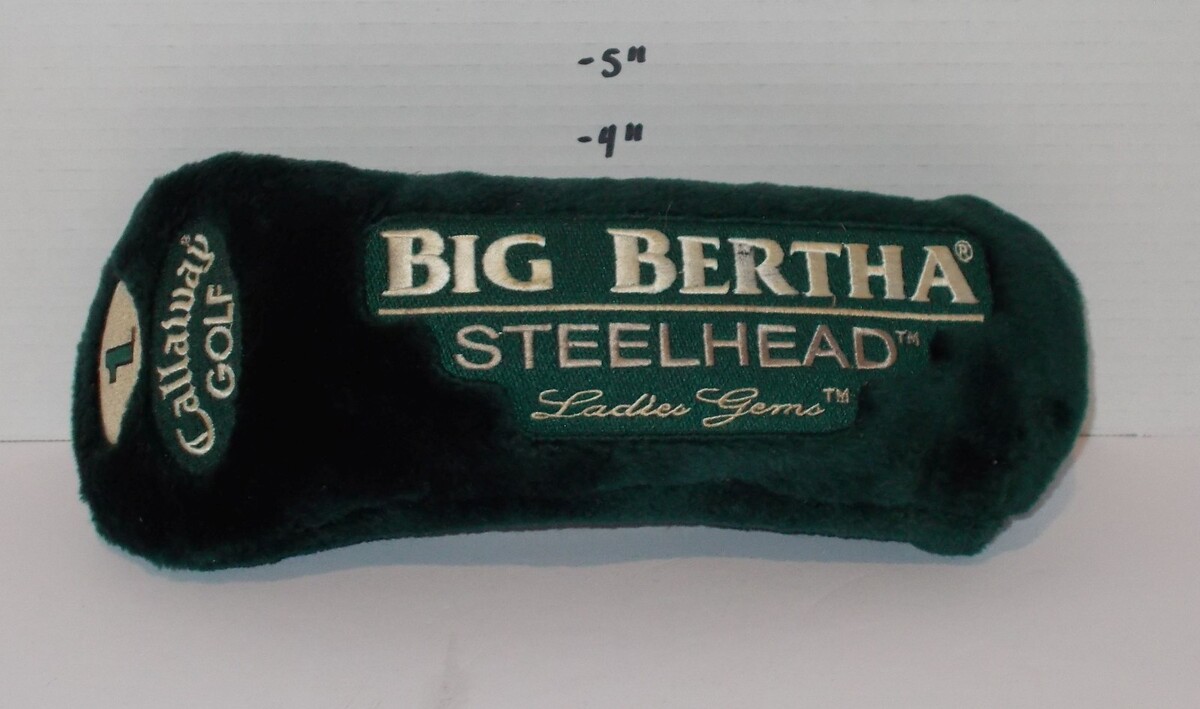 -5"
-4"
BIG BERTHA®
STEELHEAD™
Ladies Gems™
Callaway®
GOLF
1